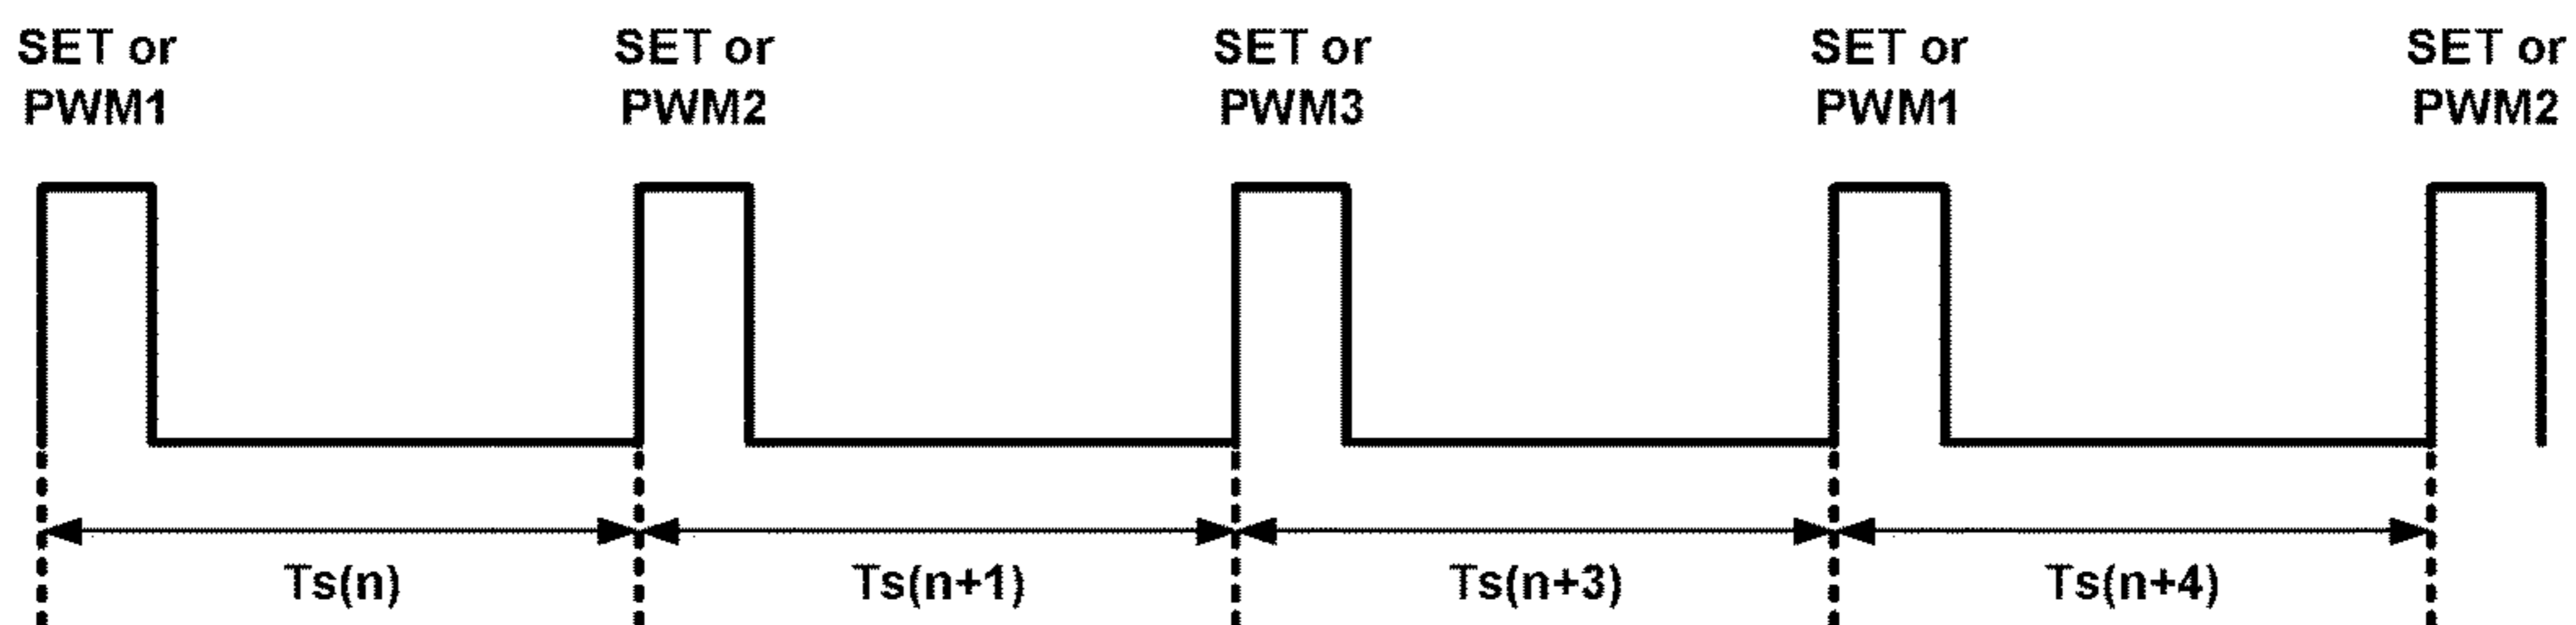 SET or
PWM1
SET or
PWM2
SET or
PWM3
SET or
PWM1
SET or
PWM2
Ts(n)
Ts(n+1)
Ts(n+3)
Ts(n+4)